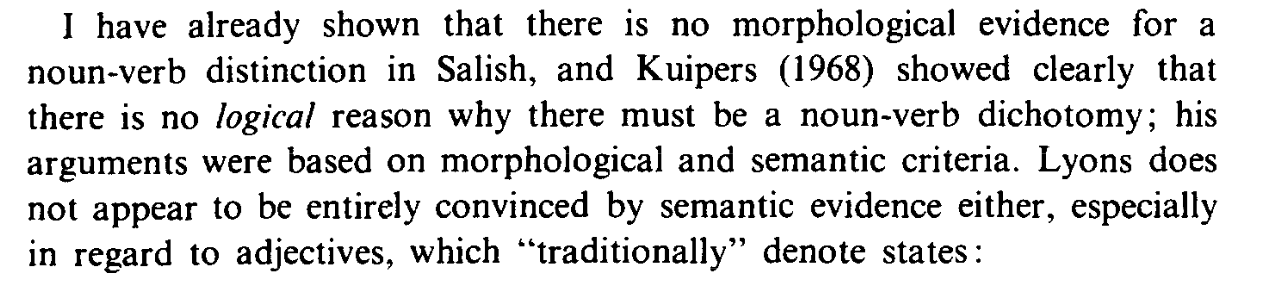 I have already shown that there is no morphological evidence for a
noun-verb distinction in Salish, and Kuipers (1968) showed clearly that
there is no logical reason why there must be a noun-verb dichotomy; his
arguments were based on morphological and semantic criteria. Lyons does
not appear to be entirely convinced by semantic evidence either, especially
in regard to adjectives, which “traditionally” denote states: